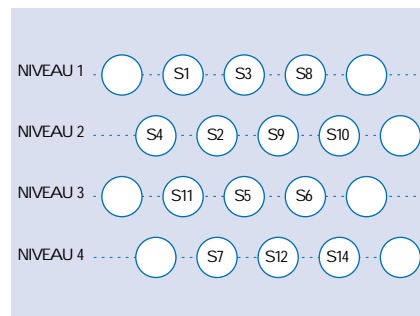 NIVEAU 1 S1 S3 S8
NIVEAU 2 S4 S2 S9 S10
NIVEAU 3 S11 S5 S6
NIVEAU 4 S7 S12 S14